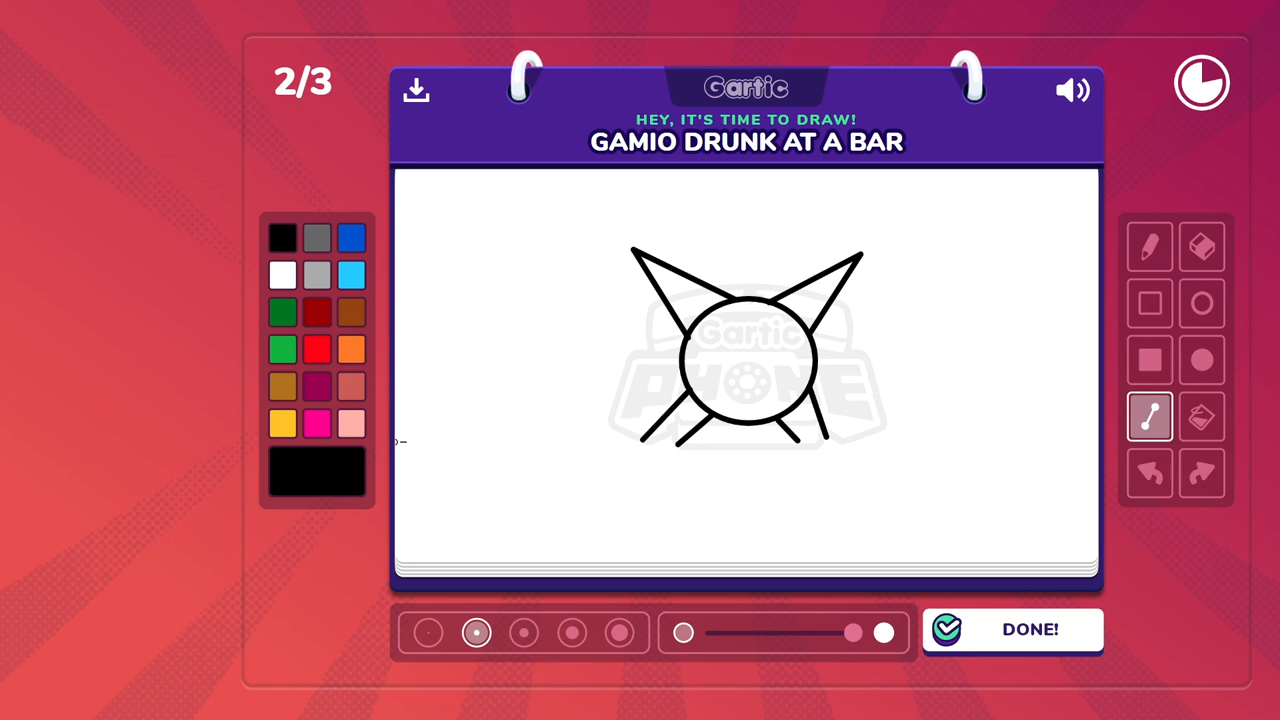 2/3
Gartic
HEY, IT'S TIME TO DRAW!
GAMIO DRUNK AT A BAR
Gartic
PHONE
DONE!